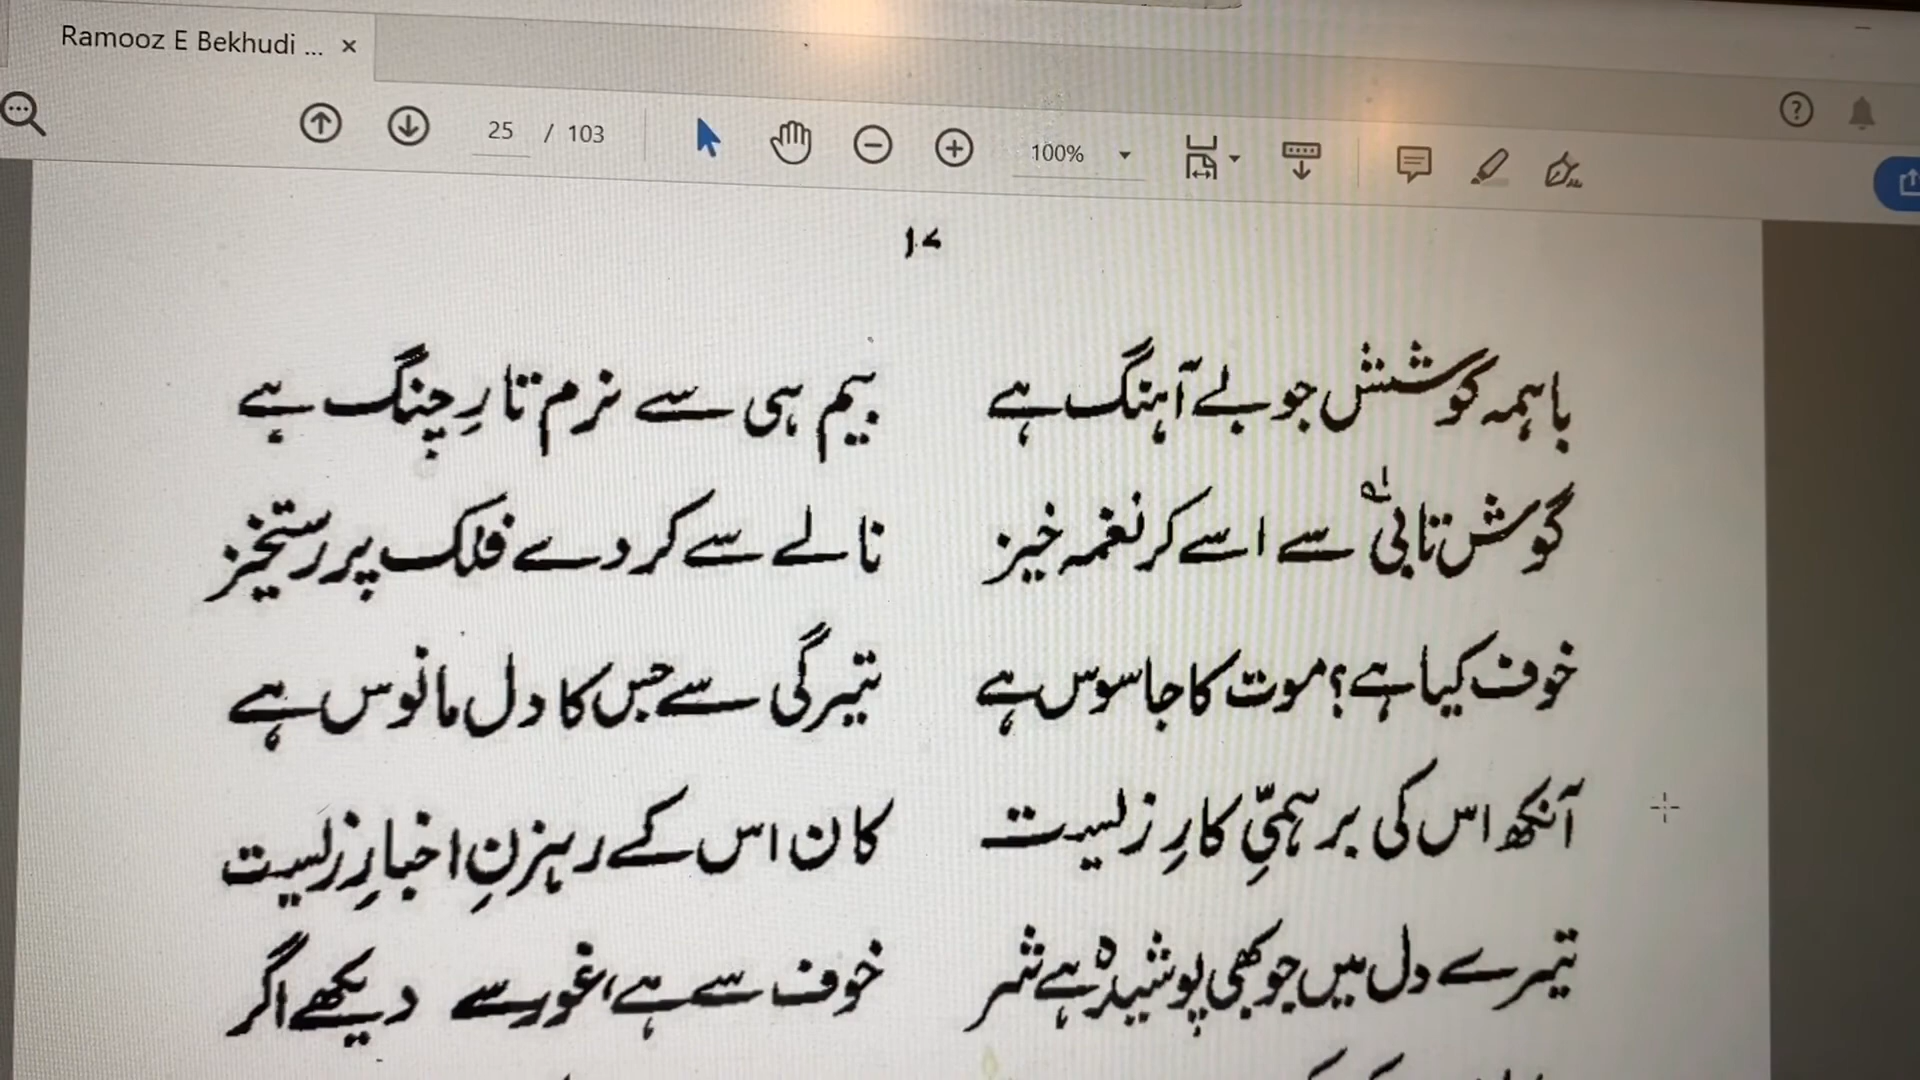 Ramooz E Bekhudi ...
25 / 103
100%
۱۷
باہمہ کوشش جو بے آہنگ ہے
بیم ہی سے نرم تارِ چنگ ہے
گوش تابی سے اسے کر نغمہ خیز
نالے سے کر دے فلک پر رستخیز
خوف کیا ہے؟ موت کا جاسوس ہے
تیرگی سے جس کا دل مانوس ہے
آنکھ اس کی برہمیِّ کارِ زیست
کان اس کے رہزنِ اخبارِ زیست
تیرے دل میں جو بھی پوشیدہ ہے شر
خوف سے ہے، غور سے دیکھے اگر